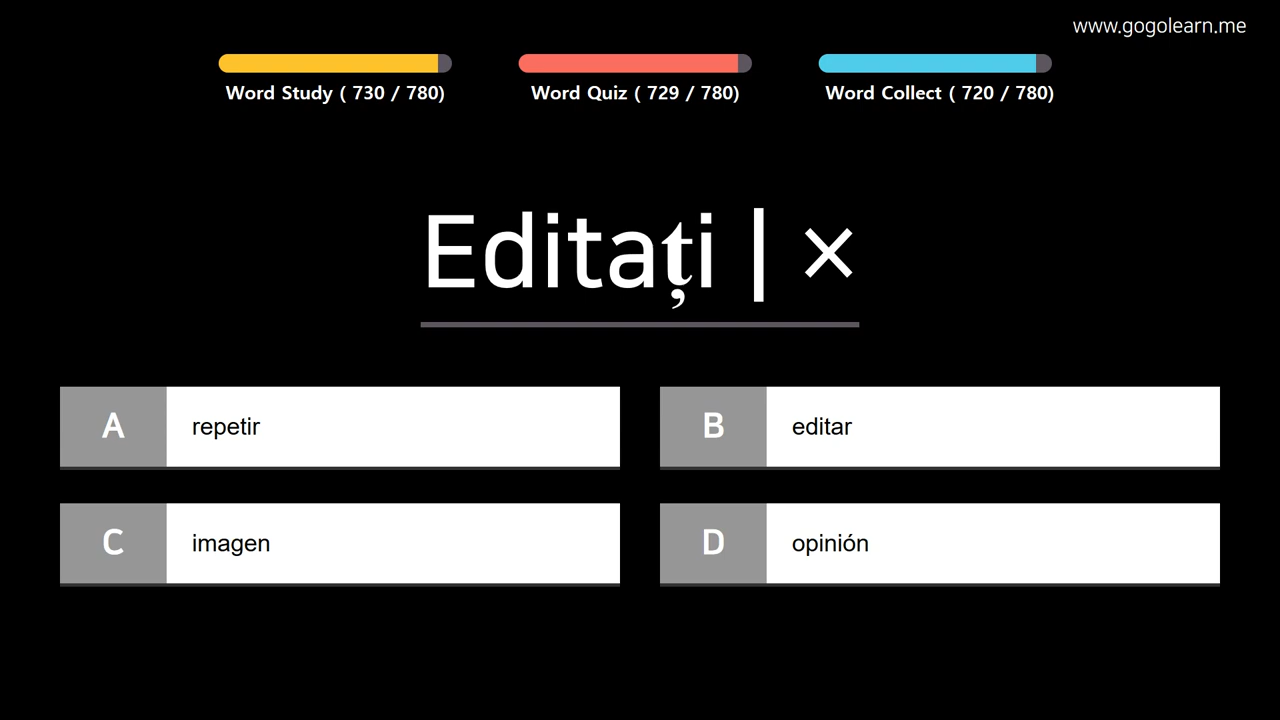 www.gogolearn.me
Word Study ( 730 / 780)
Word Quiz ( 729 / 780)
Word Collect ( 720 / 780)
Editați | ×
A repetir
B editar
C imagen
D opinión